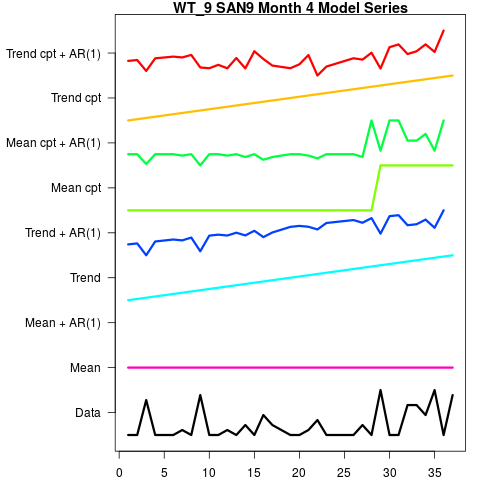 WT_9 SAN9 Month 4 Model Series
Trend cpt + AR(1)
Trend cpt
Mean cpt + AR(1)
Mean cpt
Trend + AR(1)
Trend
Mean + AR(1)
Mean
Data
0 5 10 15 20 25 30 35